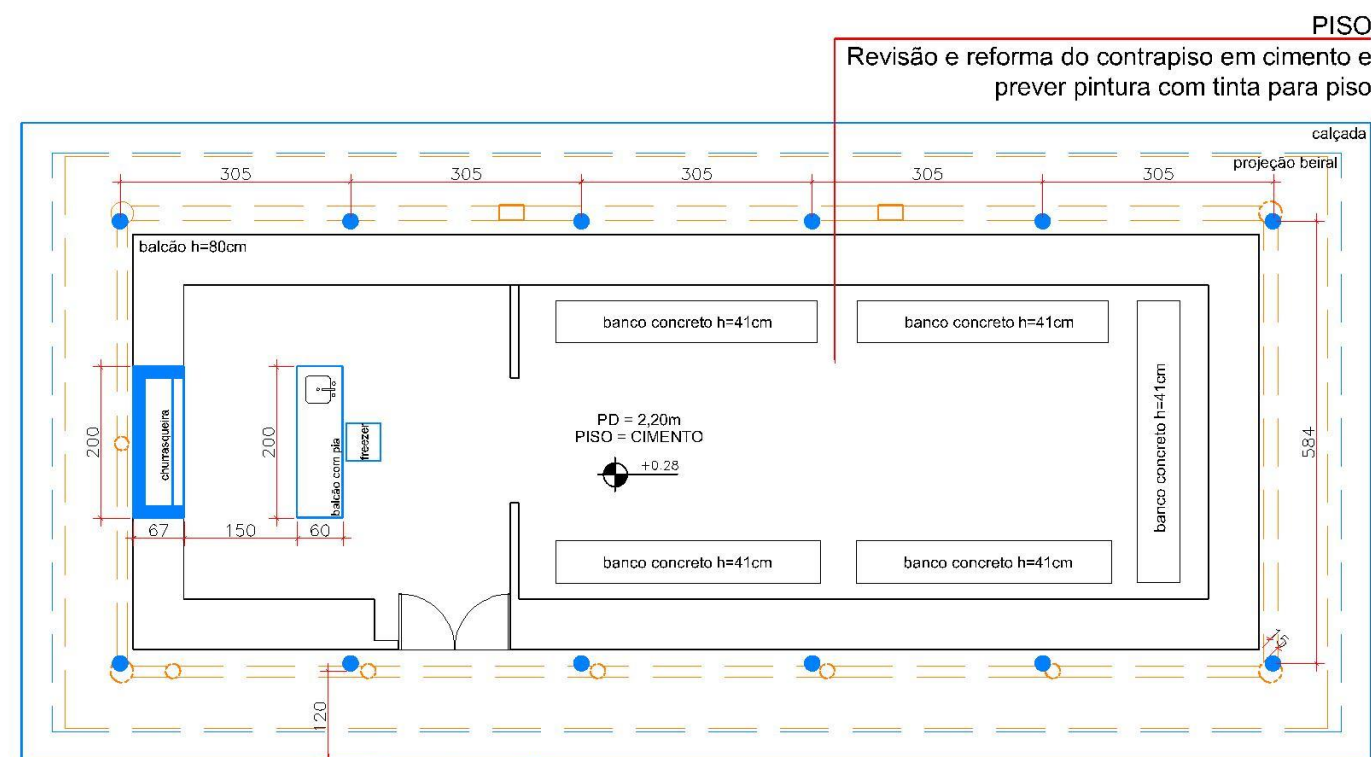 PISO
Revisão e reforma do contrapiso em cimento e
prever pintura com tinta para piso
calçada
projeção beiral
305
305
305
305
305
balcão h=80cm
banco concreto h=41cm
banco concreto h=41cm
banco concreto h=41cm
200
churrasqueira
200
balcão com pia
freezer
PD = 2,20m
PISO = CIMENTO
+0.28
584
67
150
60
banco concreto h=41cm
banco concreto h=41cm
15
120